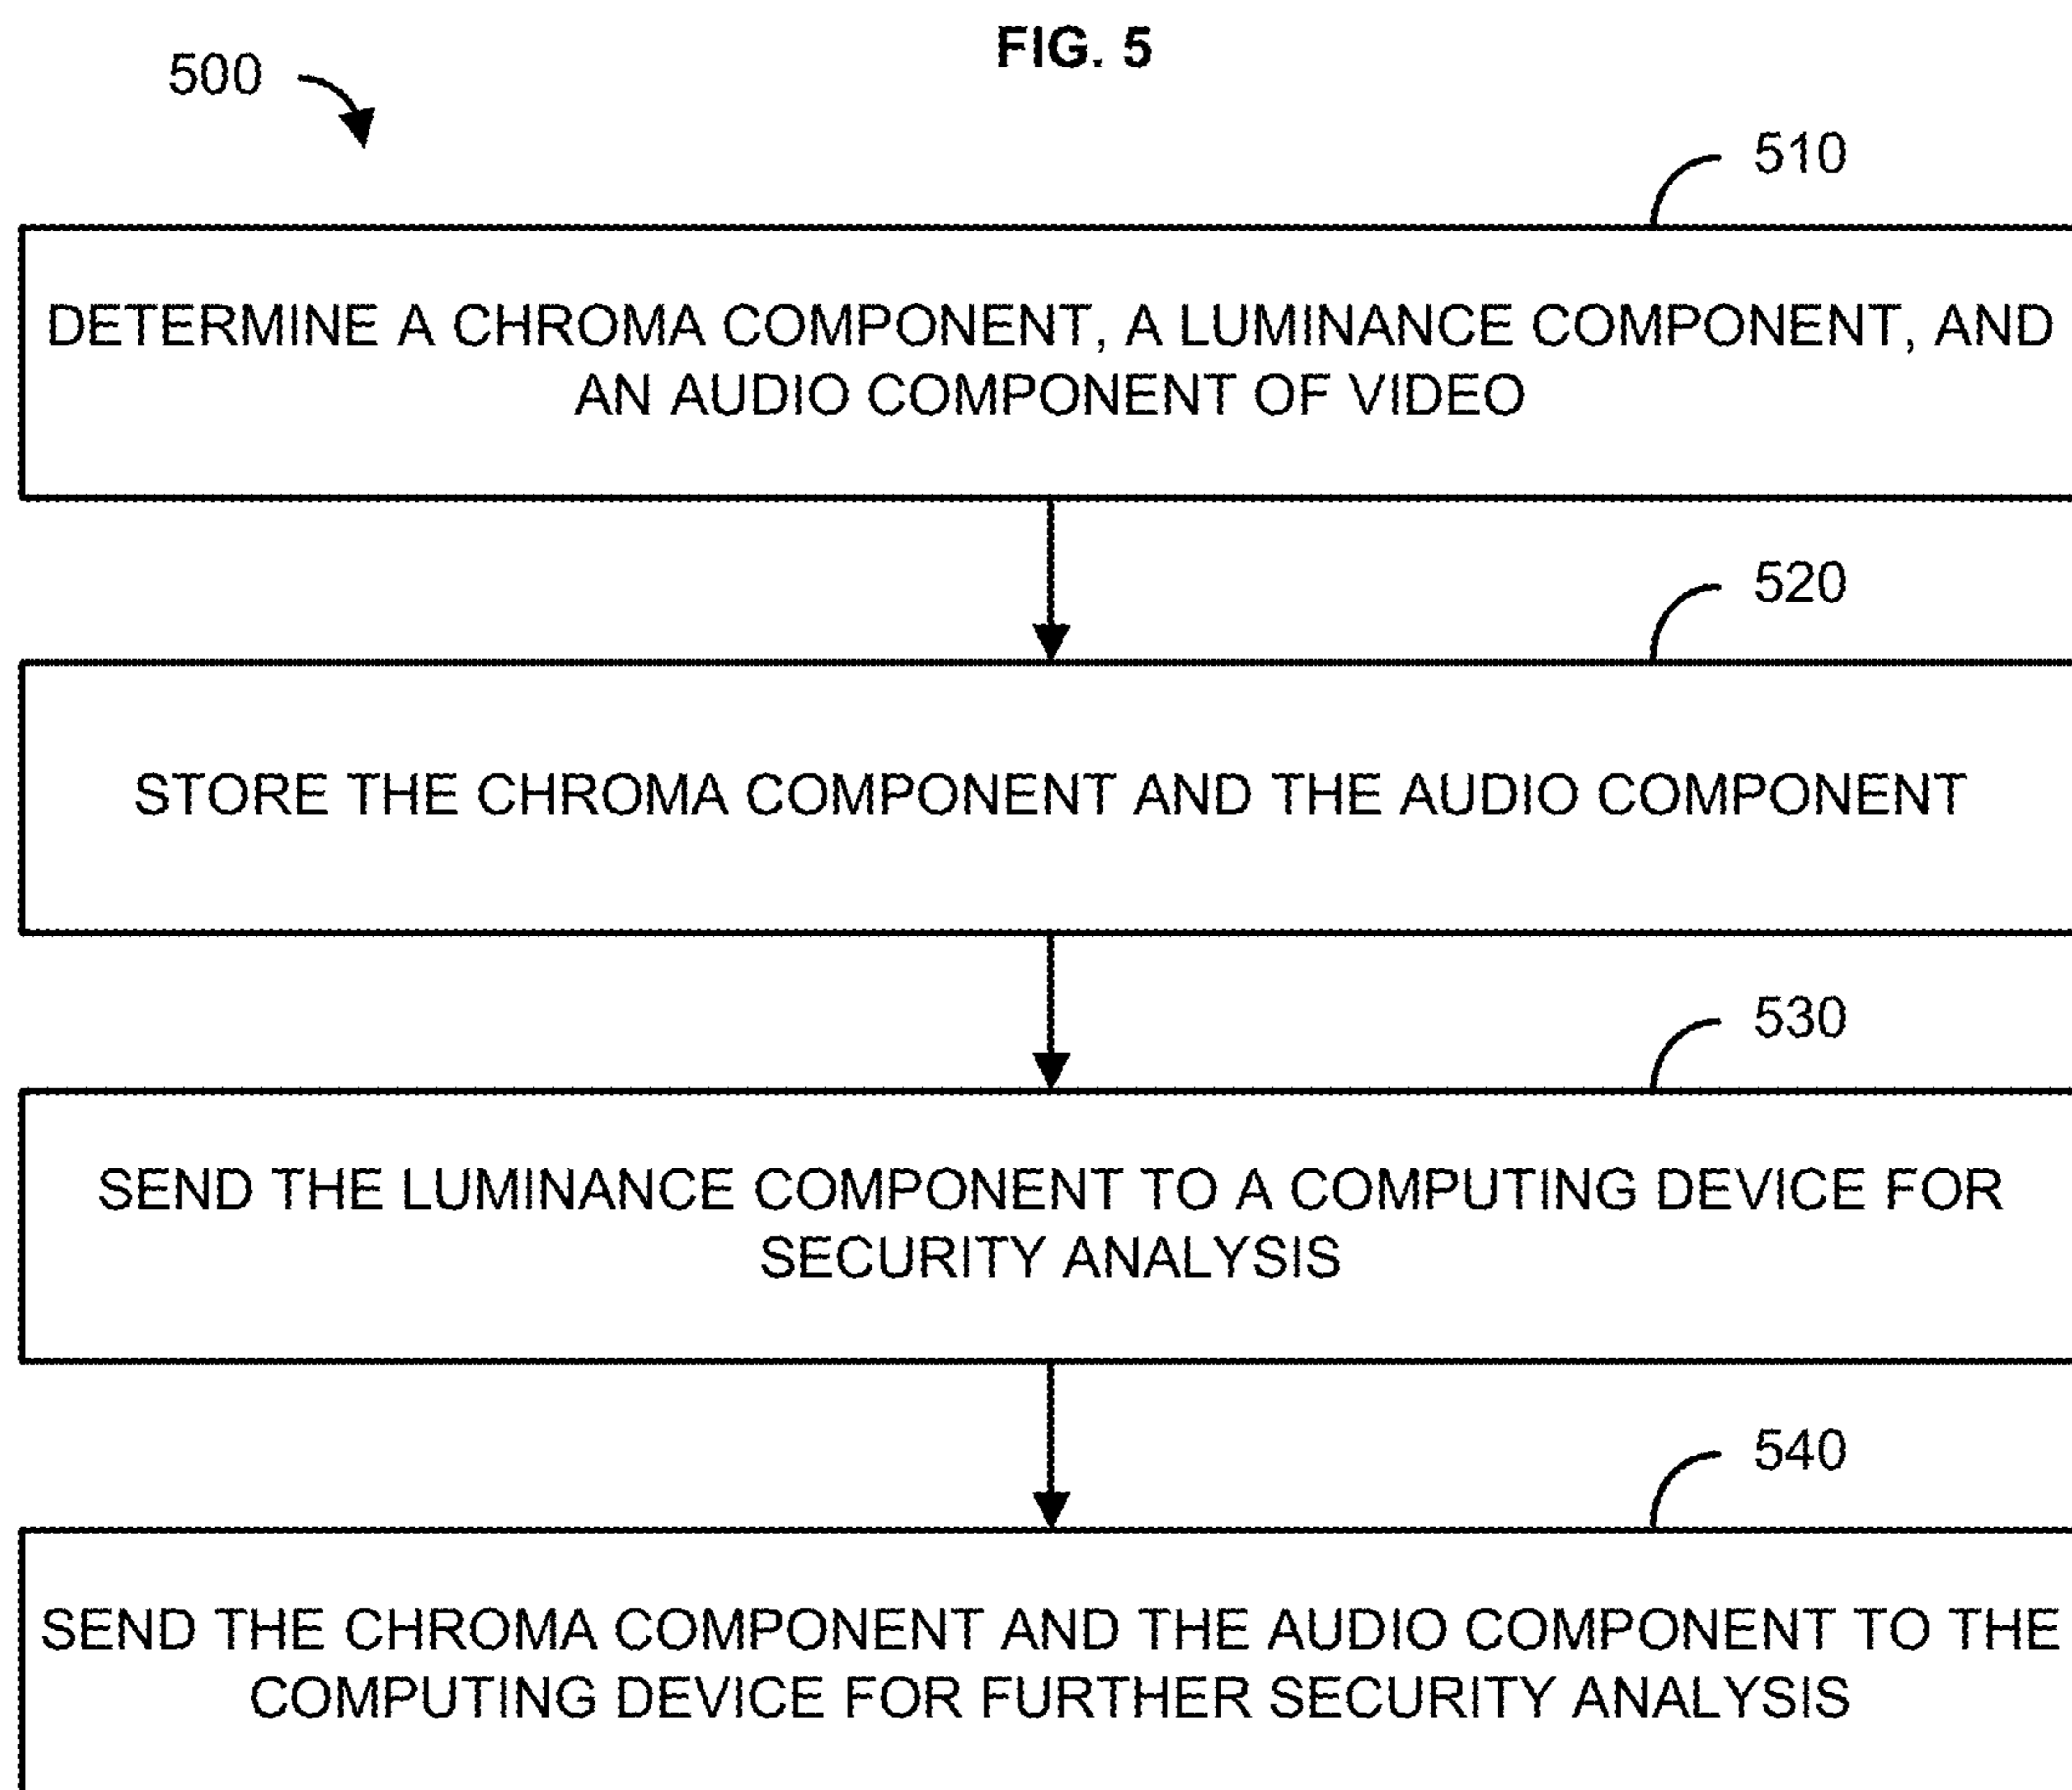 FIG. 5
500
510
DETERMINE A CHROMA COMPONENT, A LUMINANCE COMPONENT, AND
AN AUDIO COMPONENT OF VIDEO
520
STORE THE CHROMA COMPONENT AND THE AUDIO COMPONENT
530
SEND THE LUMINANCE COMPONENT TO A COMPUTING DEVICE FOR
SECURITY ANALYSIS
540
SEND THE CHROMA COMPONENT AND THE AUDIO COMPONENT TO THE
COMPUTING DEVICE FOR FURTHER SECURITY ANALYSIS